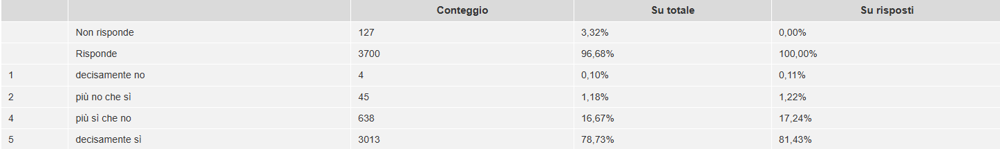 Conteggio Su totale Su risposti
Non risponde 127 3,32% 0,00%
Risponde 3700 96,68% 100,00%
1 decisamente no 4 0,10% 0,11%
2 più no che sì 45 1,18% 1,22%
4 più sì che no 638 16,67% 17,24%
5 decisamente sì 3013 78,73% 81,43%